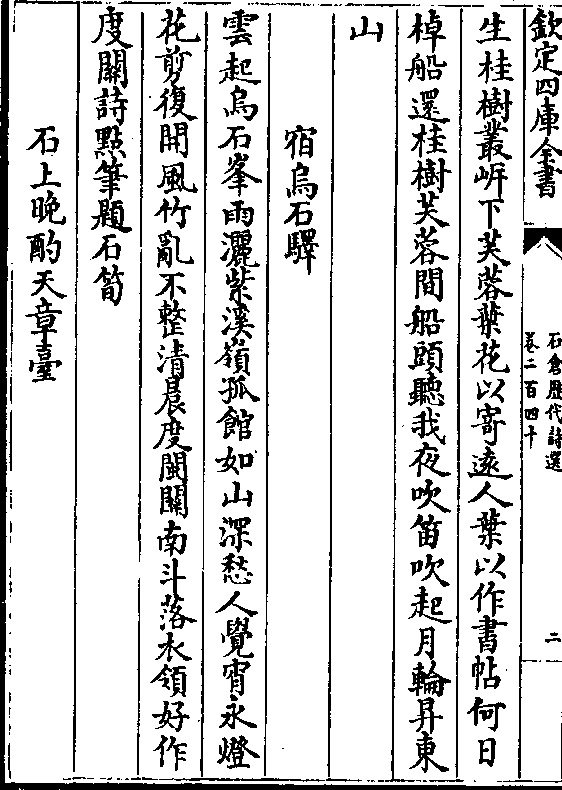 欽定四庫全書
石倉歷代詩選
卷二百四十
二
生桂樹叢㟁下芙蓉葉花以寄逺人葉以作書帖何日
棹船還桂樹芙蓉間船頭聽我夜吹笛吹起月輪昇東
山
宿烏石驛
雲起烏石峯雨灑紫溪嶺孤館如山深愁人覺宵永燈
花剪復開風竹亂不整清晨度閩關南斗落衣領好作
度關詩點筆題石筍
石上晚酌天章臺